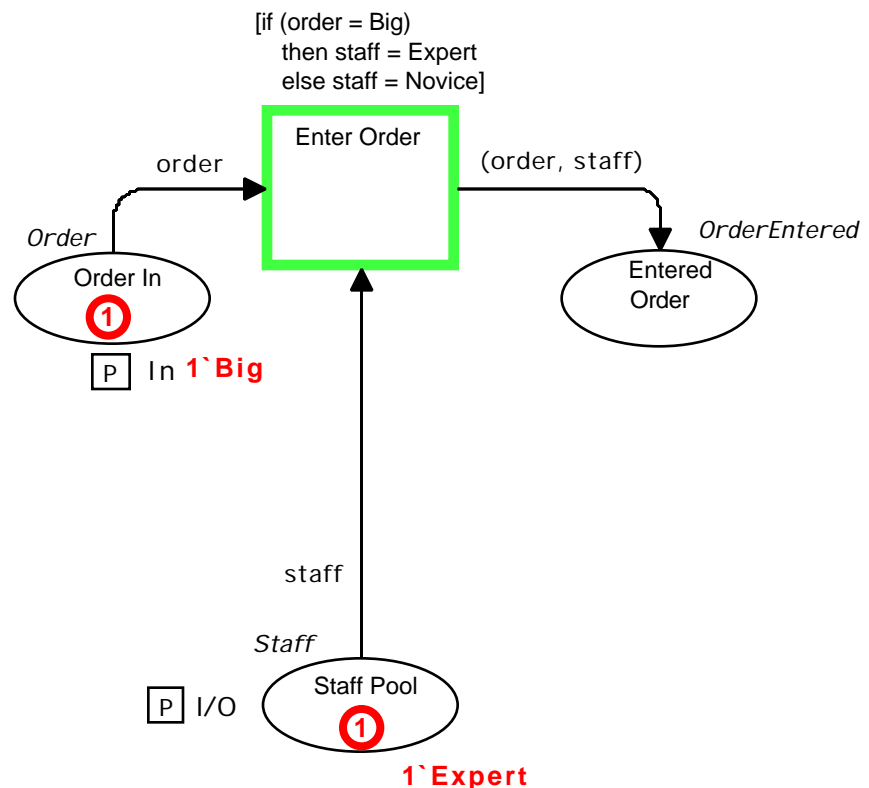 [if (order = Big)
then staff = Expert
else staff = Novice]
Enter Order
order
(order, staff)
Order
OrderEntered
Order In
1
Entered
Order
P In 1`Big
staff
Staff
Staff Pool
P I/O
1
1`Expert